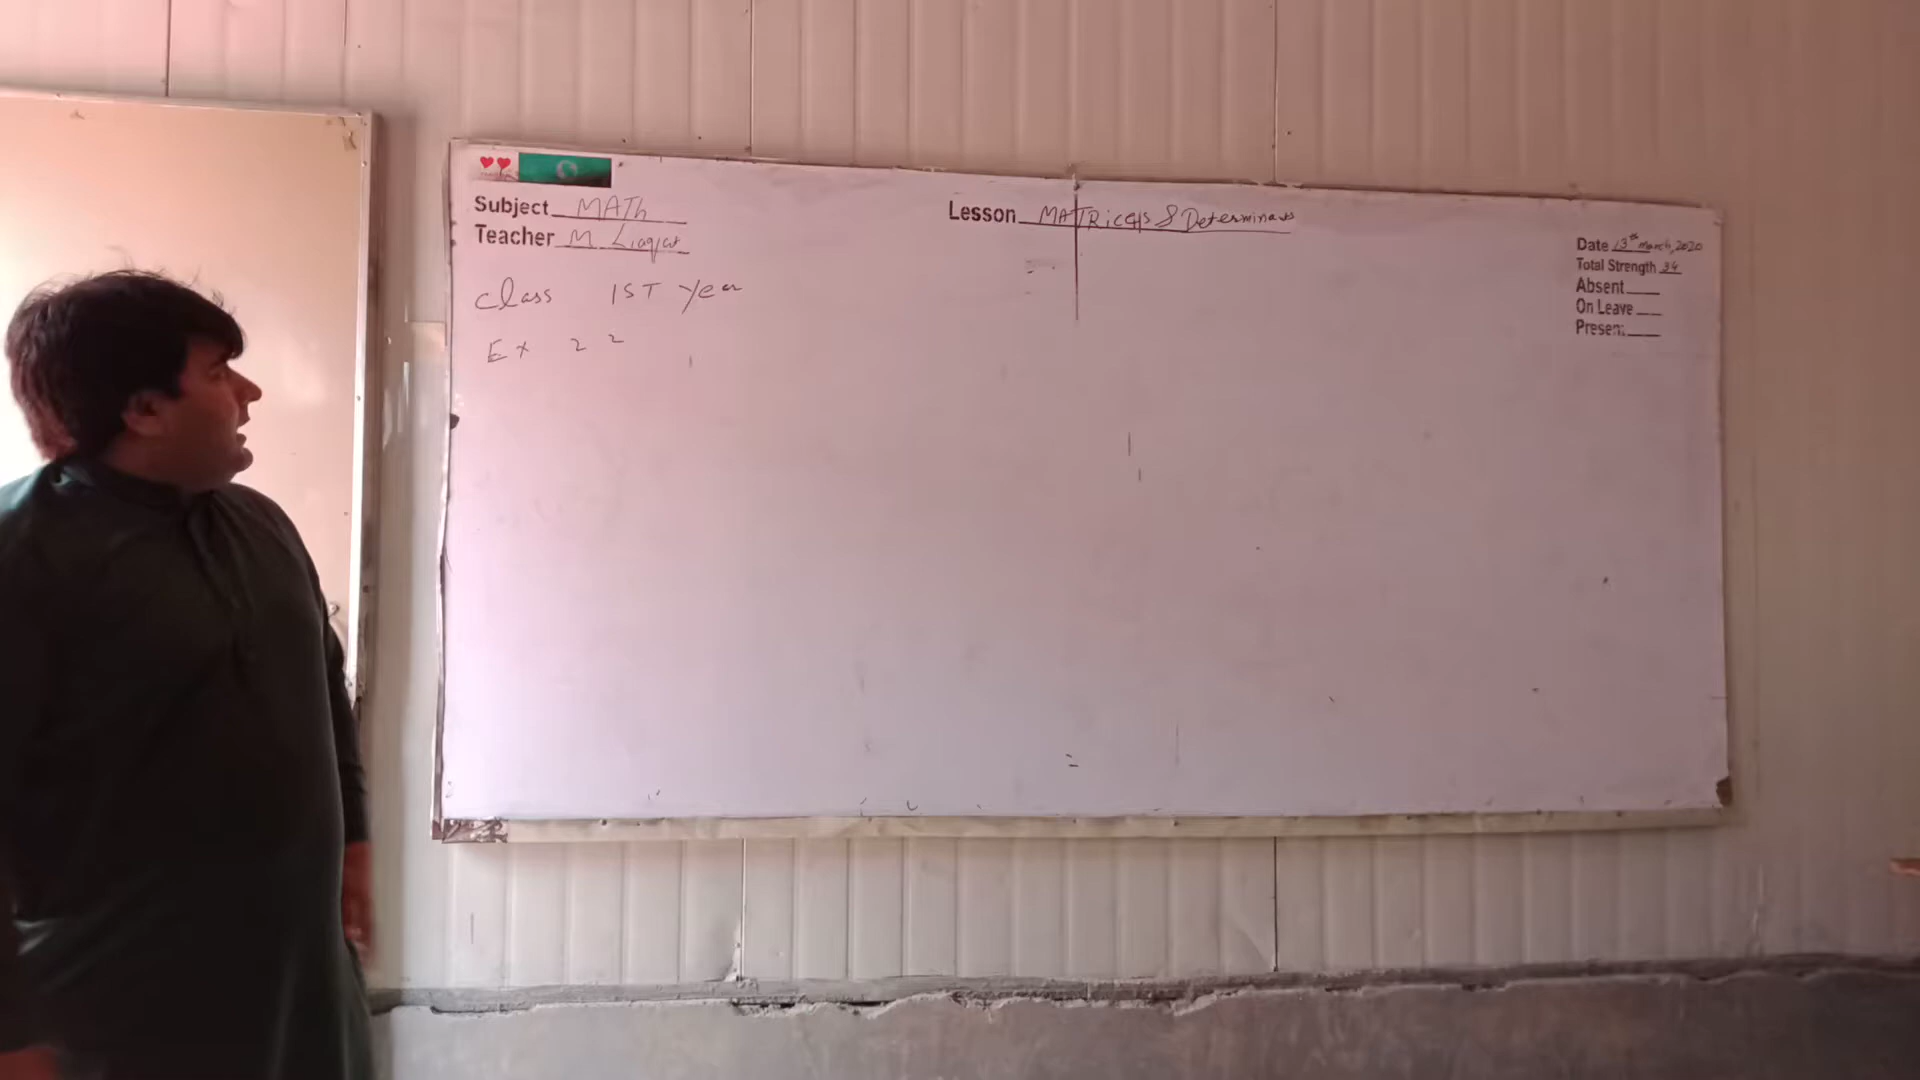 Subject MATh
Teacher M Liaqat
Class 1ST year
Ex 2 2
Lesson MATRices & Determinants
Date 13th march, 2020
Total Strength 34
Absent
On Leave
Present